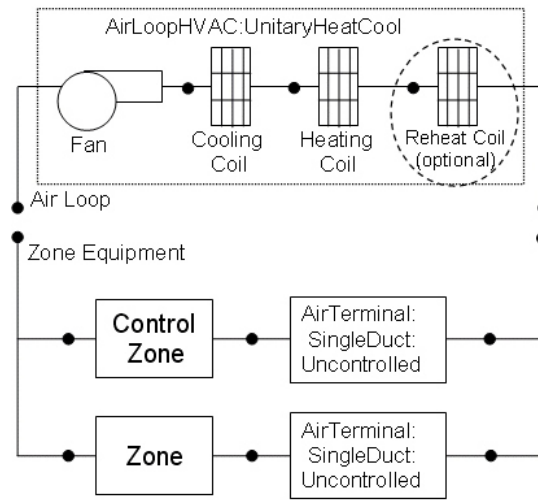 AirLoopHVAC:UnitaryHeatCool
Fan
Cooling
Coil
Heating
Coil
Reheat Coil
(optional)
Air Loop
Zone Equipment
Control
Zone
AirTerminal:
SingleDuct:
Uncontrolled
Zone
AirTerminal:
SingleDuct:
Uncontrolled